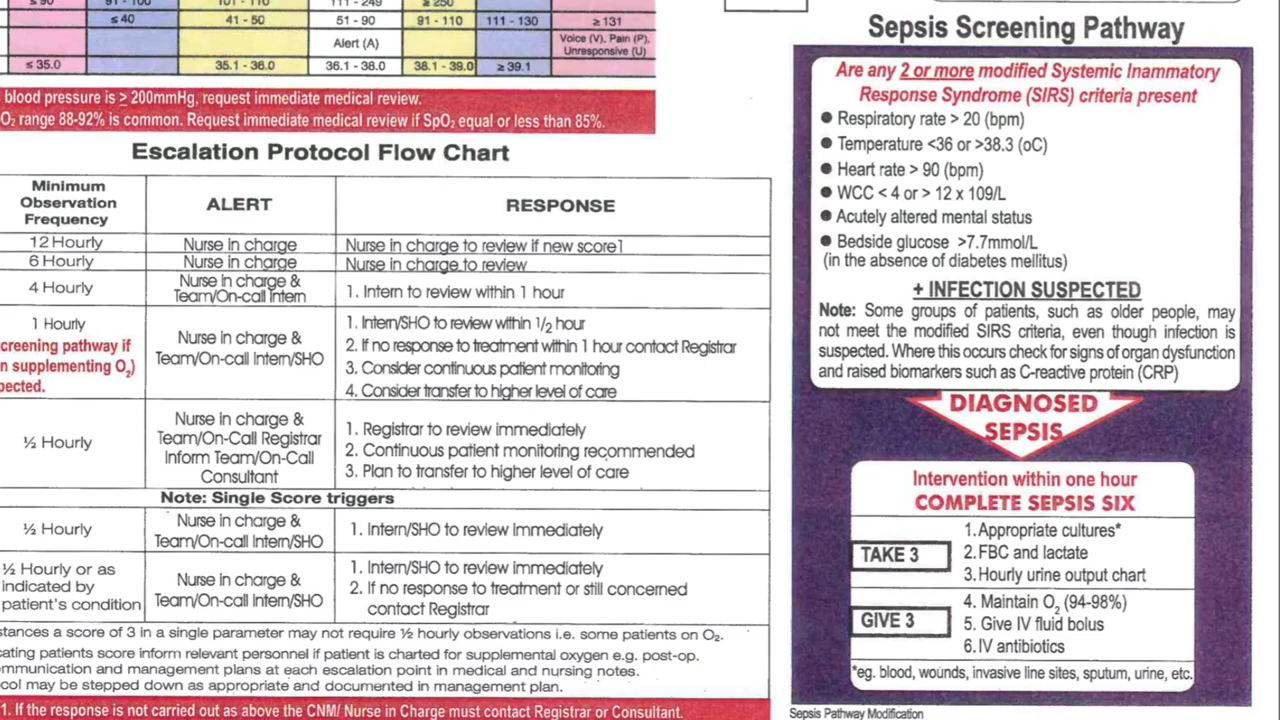 ≤ 90 91 - 100 101 - 110 111 - 249 ≥ 250
≤ 40 41 - 50 51 - 90 91 - 110 111 - 130 ≥ 131
Alert (A) Voice (V), Pain (P),
Unresponsive (U)
≤ 35.0 35.1 - 36.0 36.1 - 38.0 38.1 - 39.0 ≥ 39.1
blood pressure is ≥ 200mmHg, request immediate medical review.
O₂ range 88-92% is common. Request immediate medical review if SpO₂ equal or less than 85%.
Escalation Protocol Flow Chart
Minimum
Observation
Frequency
ALERT
RESPONSE
12 Hourly Nurse in charge Nurse in charge to review if new score1
6 Hourly Nurse in charge Nurse in charge to review
4 Hourly
Nurse in charge &
Team/On-call Intern
1. Intern to review within 1 hour
1 Hourly
creening pathway if
n supplementing O₂)
pected.
Nurse in charge &
Team/On-call Intern/SHO
1. Intern/SHO to review within 1/2 hour
2. If no response to treatment within 1 hour contact Registrar
3. Consider continuous patient monitoring
4. Consider transfer to higher level of care
½ Hourly
Nurse in charge &
Team/On-Call Registrar
Inform Team/On-Call
Consultant
1. Registrar to review immediately
2. Continuous patient monitoring recommended
3. Plan to transfer to higher level of care
Note: Single Score triggers
½ Hourly
Nurse in charge &
Team/On-call Intern/SHO
1. Intern/SHO to review immediately
½ Hourly or as
indicated by
patient's condition
Nurse in charge &
Team/On-call Intern/SHO
1. Intern/SHO to review immediately
2. If no response to treatment or still concerned
contact Registrar
stances a score of 3 in a single parameter may not require ½ hourly observations i.e. some patients on O₂.
cating patients score inform relevant personnel if patient is charted for supplemental oxygen e.g. post-op.
mmunication and management plans at each escalation point in medical and nursing notes.
col may be stepped down as appropriate and documented in management plan.
1. If the response is not carried out as above the CNM/ Nurse in Charge must contact Registrar or Consultant.
Sepsis Screening Pathway
Are any 2 or more modified Systemic Inammatory
Response Syndrome (SIRS) criteria present
● Respiratory rate > 20 (bpm)
● Temperature <36 or >38.3 (oC)
● Heart rate > 90 (bpm)
● WCC < 4 or > 12 x 109/L
● Acutely altered mental status
● Bedside glucose >7.7mmol/L
(in the absence of diabetes mellitus)
+ INFECTION SUSPECTED
Note: Some groups of patients, such as older people, may
not meet the modified SIRS criteria, even though infection is
suspected. Where this occurs check for signs of organ dysfunction
and raised biomarkers such as C-reactive protein (CRP)
DIAGNOSED
SEPSIS
Intervention within one hour
COMPLETE SEPSIS SIX
TAKE 3
1. Appropriate cultures*
2. FBC and lactate
3. Hourly urine output chart
GIVE 3
4. Maintain O₂ (94-98%)
5. Give IV fluid bolus
6. IV antibiotics
*eg. blood, wounds, invasive line sites, sputum, urine, etc.
Sepsis Pathway Modification